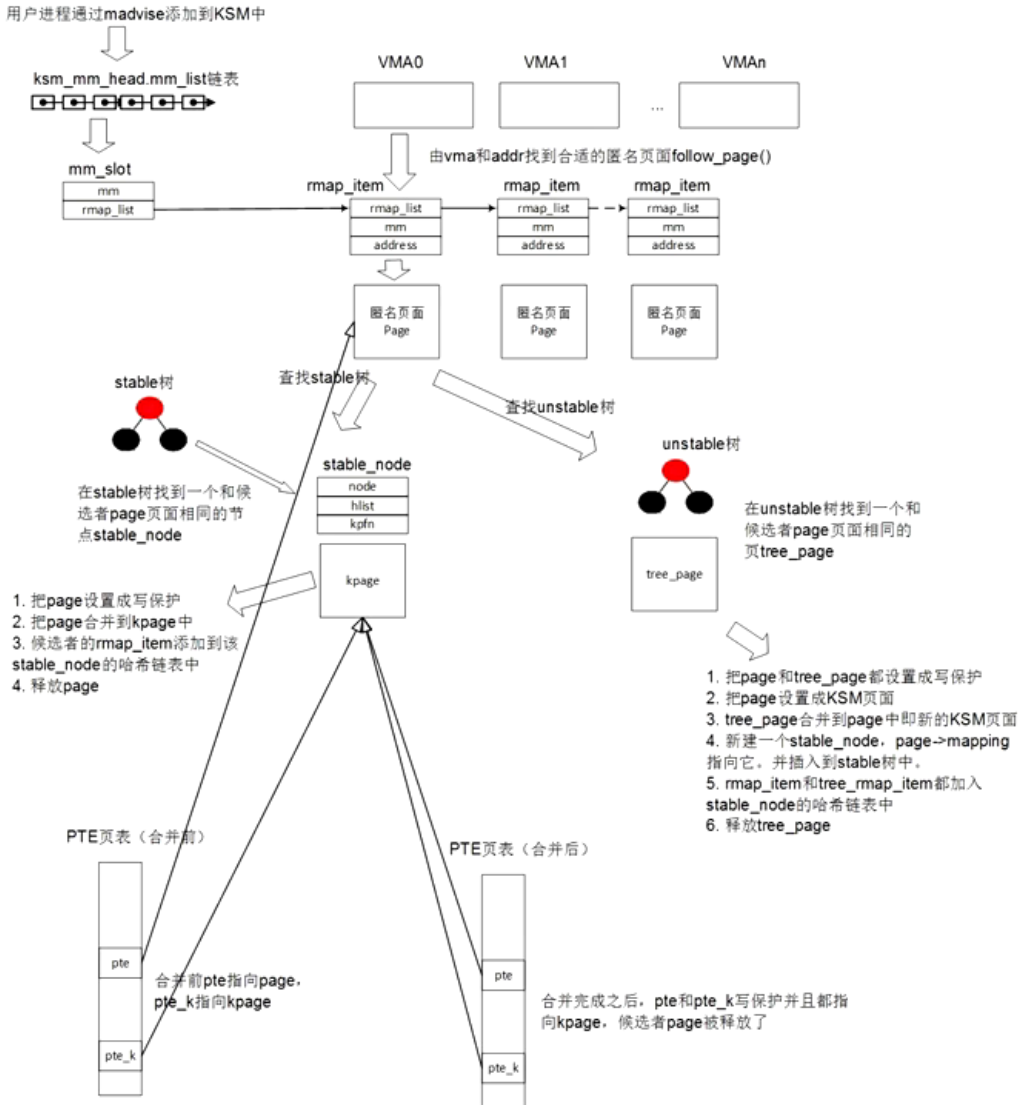 用户进程通过madvise添加到KSM中
ksm_mm_head.mm_list链表
VMA0
VMA1
VMAn
...
由vma和addr找到合适的匿名页面follow_page()
mm_slot
mm
rmap_list
rmap_item
rmap_list
mm
address
rmap_item
rmap_list
mm
address
rmap_item
rmap_list
mm
address
匿名页面
Page
匿名页面
Page
匿名页面
Page
查找stable树
查找unstable树
stable树
在stable树找到一个和候
选者page页面相同的节
点stable_node
stable_node
node
hlist
kpfn
kpage
unstable树
在unstable树找到一个和
候选者page页面相同的
页tree_page
tree_page
1. 把page设置成写保护
2. 把page合并到kpage中
3. 候选者的rmap_item添加到该
stable_node的哈希链表中
4. 释放page
1. 把page和tree_page都设置成写保护
2. 把page设置成KSM页面
3. tree_page合并到page中即新的KSM页面
4. 新建一个stable_node，page->mapping
指向它。并插入到stable树中。
5. rmap_item和tree_rmap_item都加入
stable_node的哈希链表中
6. 释放tree_page
PTE页表（合并前）
pte
pte_k
合并前pte指向page，
pte_k指向kpage
PTE页表（合并后）
pte
pte_k
合并完成之后，pte和pte_k写保护并且都指
向kpage，候选者page被释放了